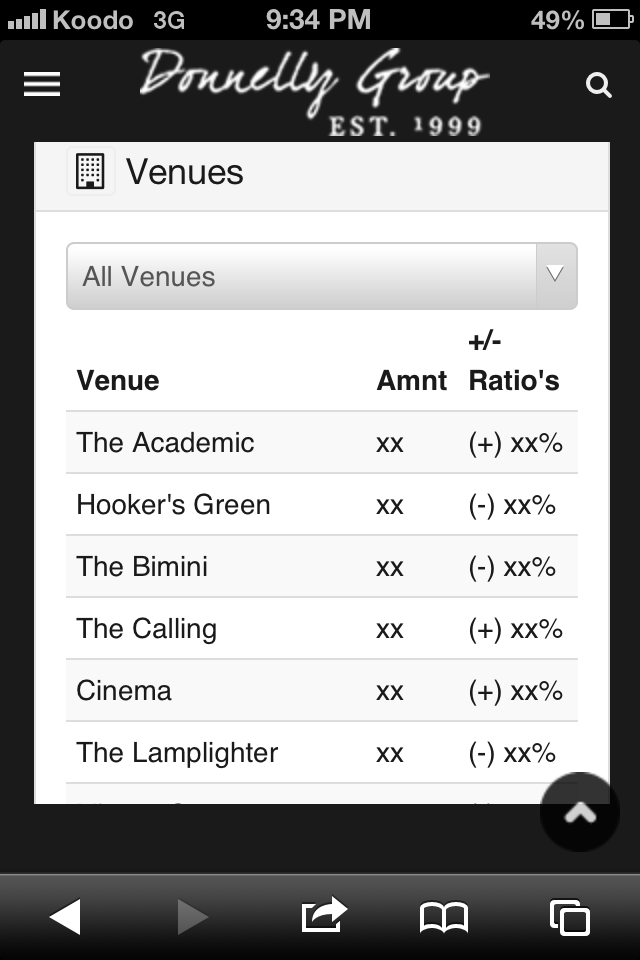 Koodo 3G 9:34 PM 49%
Donnelly Group
EST. 1999
Venues
All Venues
Venue Amnt +/- Ratio's
The Academic xx (+) xx%
Hooker's Green xx (-) xx%
The Bimini xx (-) xx%
The Calling xx (+) xx%
Cinema xx (+) xx%
The Lamplighter xx (-) xx%